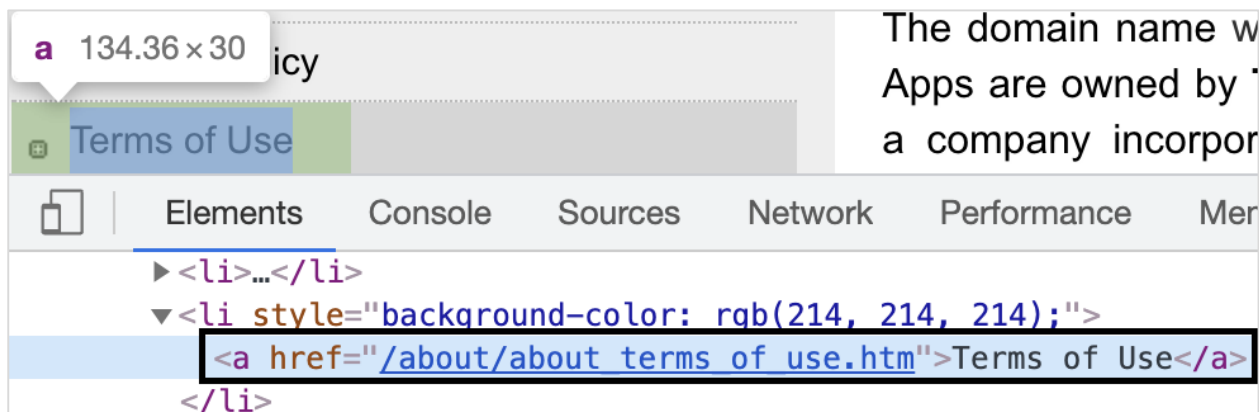 a 134.36×30
icy
Terms of Use
The domain name w
Apps are owned by
a company incorpor
Elements Console Sources Network Performance Mer
▶<li>…</li>
▼<li style="background-color: rgb(214, 214, 214);">
<a href="/about/about_terms_of_use.htm">Terms of Use</a>
</li>